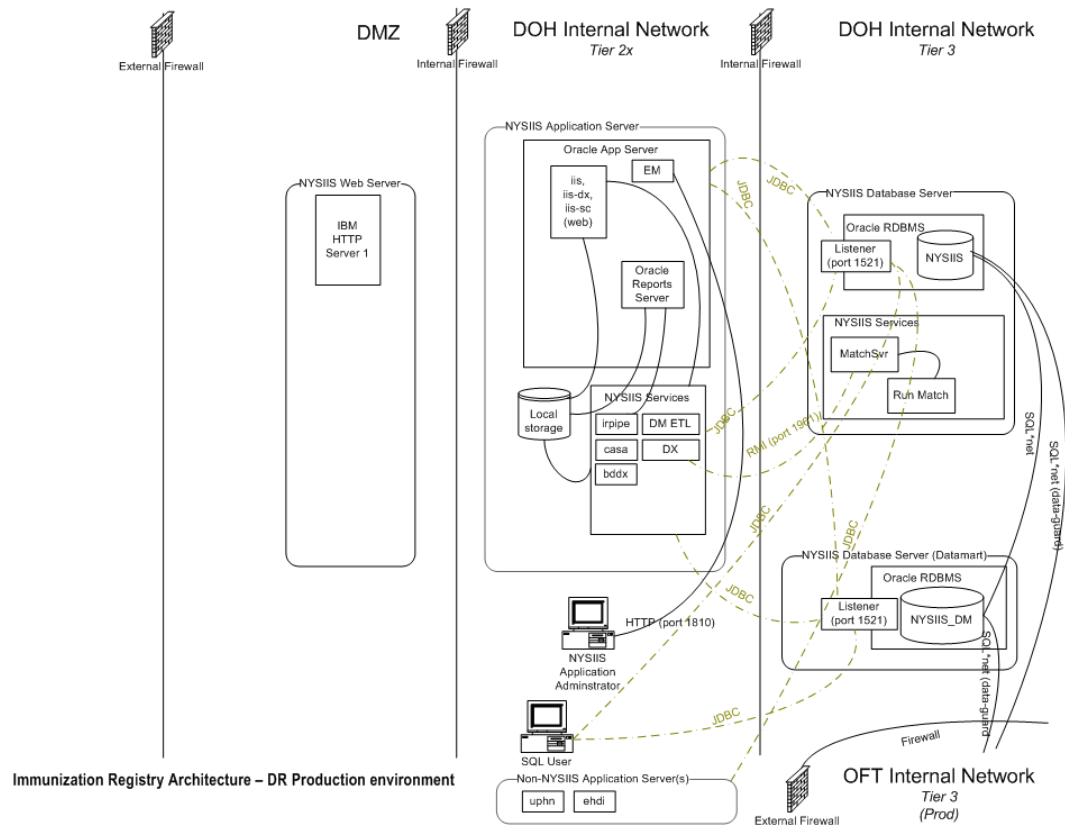 DMZ
DOH Internal Network
Tier 2x
DOH Internal Network
Tier 3
External Firewall
Internal Firewall
Internal Firewall
NYSIIS Application Server
Oracle App Server
EM
iis,
iis-dx,
iis-sc
(web)
JDBC
JDBC
NYSIIS Web Server
IBM
HTTP
Server 1
NYSIIS Database Server
Oracle RDBMS
Listener
(port 1521)
NYSIIS
Oracle
Reports
Server
NYSIIS Services
MatchSvr
Run Match
Local
storage
NYSIIS Services
irpipe
DM ETL
casa
DX
bddx
JDBC
RMI (port 1901)
SQL*net
SQL*net (data-guard)
JDBC
JDBC
NYSIIS Database Server (Datamart)
Oracle RDBMS
JDBC
Listener
(port 1521)
NYSIIS_DM
HTTP (port 1810)
NYSIIS
Application
Adminstrator
SQL*net (data-guard
JDBC
SQL User
Firewall
Immunization Registry Architecture – DR Production environment
Non-NYSIIS Application Server(s)
uphn
ehdi
OFT Internal Network
Tier 3
(Prod)
External Firewall